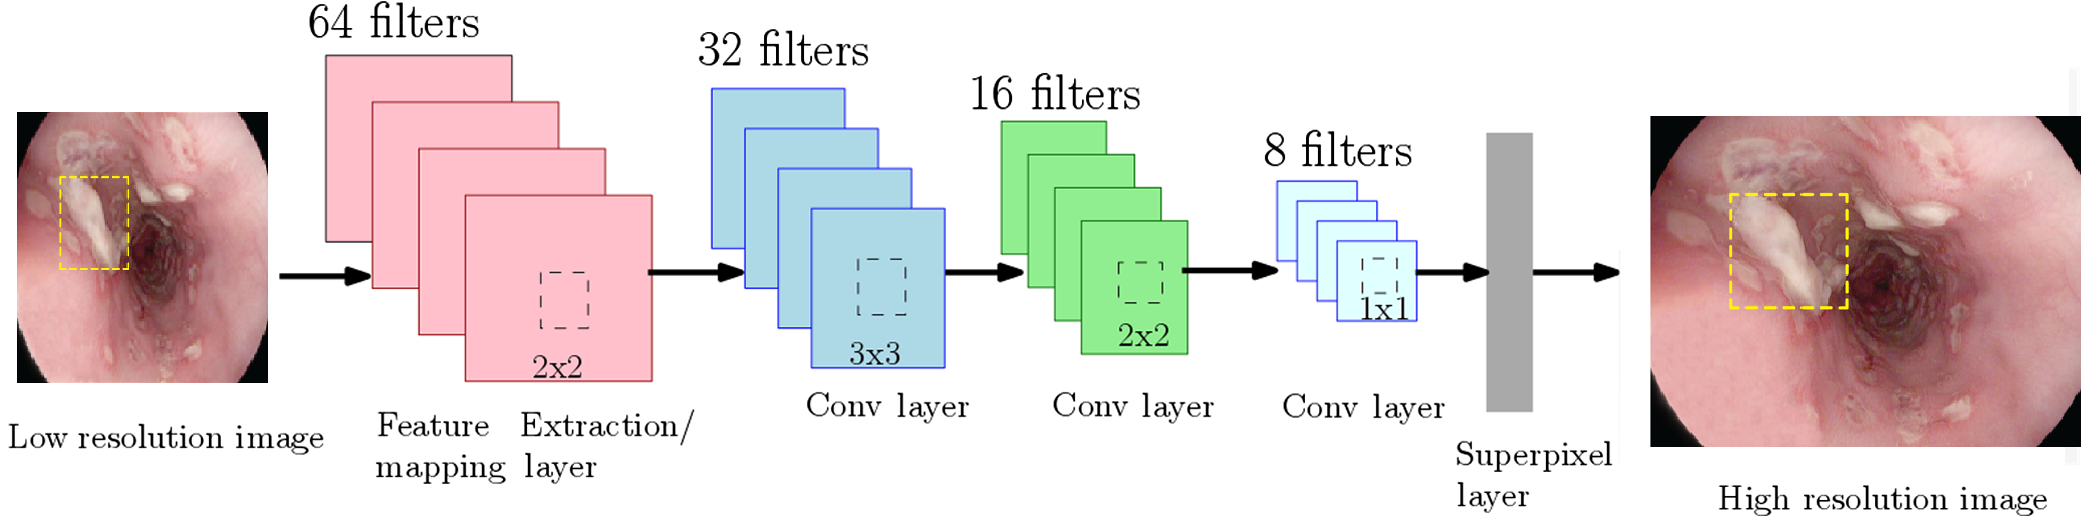 64 filters
32 filters
16 filters
8 filters
2x2
3x3
2x2
1x1
Low resolution image
Feature Extraction/
mapping layer
Conv layer
Conv layer
Conv layer
Superpixel
layer
High resolution image